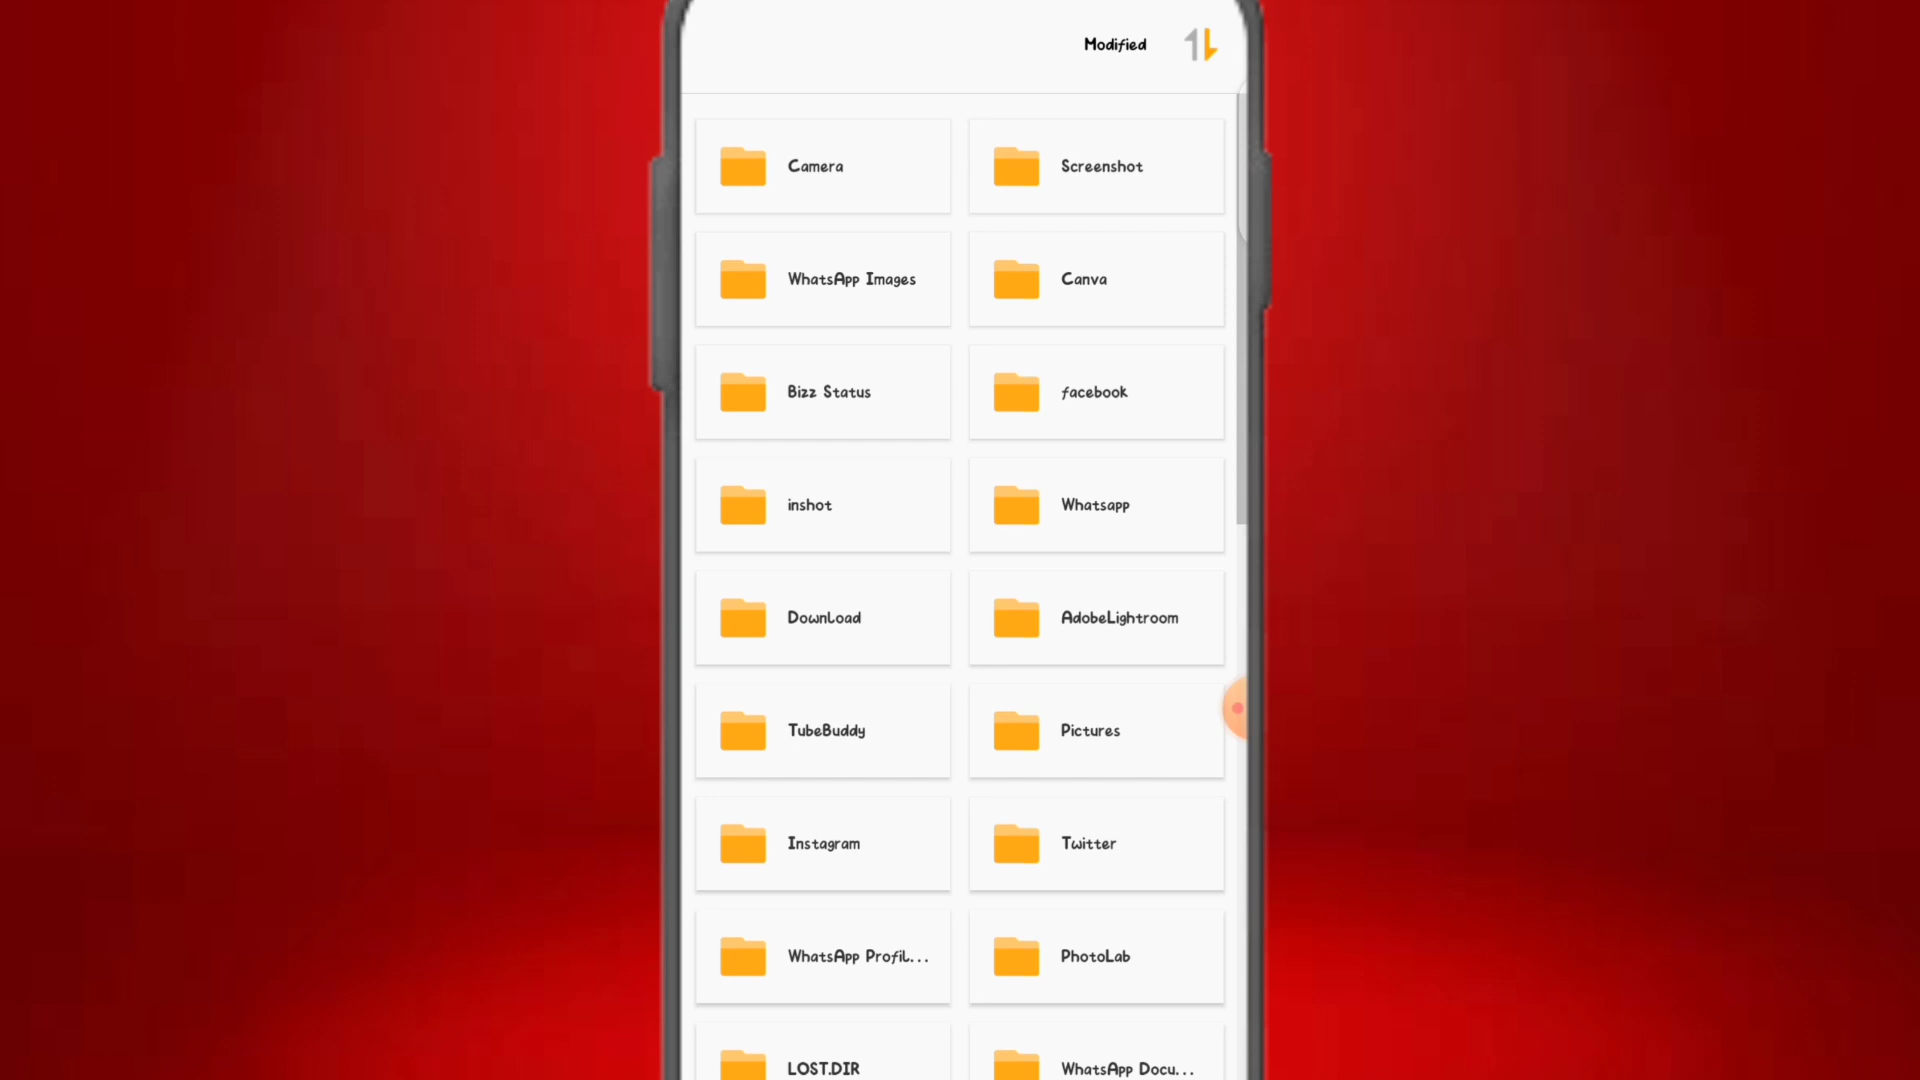 Modified
Camera
Screenshot
WhatsApp Images
Canva
Bizz Status
facebook
inshot
Whatsapp
Download
AdobeLightroom
TubeBuddy
Pictures
Instagram
Twitter
WhatsApp Profil...
PhotoLab
LOST.DIR
WhatsApp Docu...